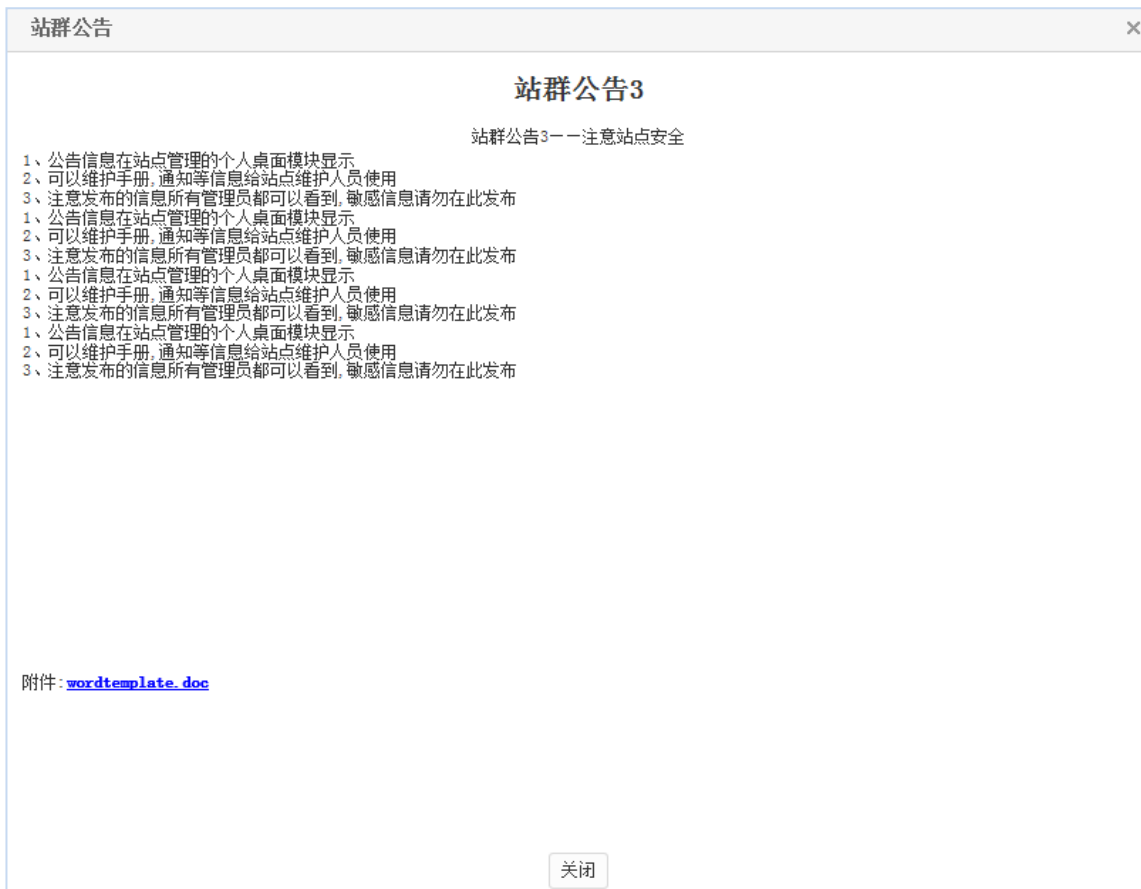 站群公告
×
站群公告3
站群公告3——注意站点安全
1、公告信息在站点管理的个人桌面模块显示
2、可以维护手册,通知等信息给站点维护人员使用
3、注意发布的信息所有管理员都可以看到,敏感信息请勿在此发布
1、公告信息在站点管理的个人桌面模块显示
2、可以维护手册,通知等信息给站点维护人员使用
3、注意发布的信息所有管理员都可以看到,敏感信息请勿在此发布
1、公告信息在站点管理的个人桌面模块显示
2、可以维护手册,通知等信息给站点维护人员使用
3、注意发布的信息所有管理员都可以看到,敏感信息请勿在此发布
1、公告信息在站点管理的个人桌面模块显示
2、可以维护手册,通知等信息给站点维护人员使用
3、注意发布的信息所有管理员都可以看到,敏感信息请勿在此发布
附件:wordtemplate.doc
关闭